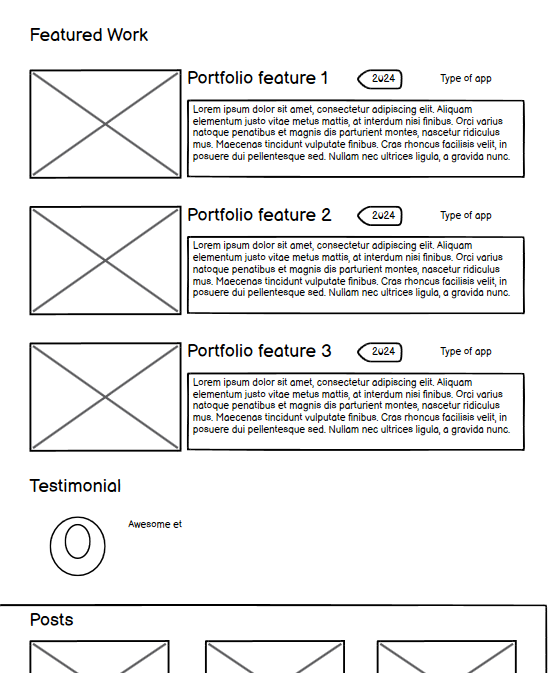 Featured Work
Portfolio feature 1 2024 Type of app
Lorem ipsum dolor sit amet, consectetur adipiscing elit. Aliquam
elementum justo vitae metus mattis, at interdum nisi finibus. Orci varius
natoque penatibus et magnis dis parturient montes, nascetur ridiculus
mus. Maecenas tincidunt vulputate finibus. Cras rhoncus facilisis velit, in
posuere dui pellentesque sed. Nullam nec ultrices ligula, a gravida nunc.
Portfolio feature 2 2024 Type of app
Lorem ipsum dolor sit amet, consectetur adipiscing elit. Aliquam
elementum justo vitae metus mattis, at interdum nisi finibus. Orci varius
natoque penatibus et magnis dis parturient montes, nascetur ridiculus
mus. Maecenas tincidunt vulputate finibus. Cras rhoncus facilisis velit, in
posuere dui pellentesque sed. Nullam nec ultrices ligula, a gravida nunc.
Portfolio feature 3 2024 Type of app
Lorem ipsum dolor sit amet, consectetur adipiscing elit. Aliquam
elementum justo vitae metus mattis, at interdum nisi finibus. Orci varius
natoque penatibus et magnis dis parturient montes, nascetur ridiculus
mus. Maecenas tincidunt vulputate finibus. Cras rhoncus facilisis velit, in
posuere dui pellentesque sed. Nullam nec ultrices ligula, a gravida nunc.
Testimonial
Awesome et
Posts